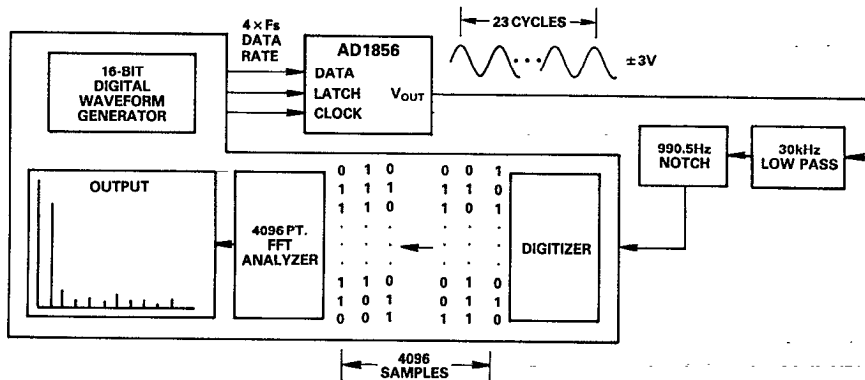 4 × Fs
DATA
RATE
16-BIT
DIGITAL
WAVEFORM
GENERATOR
AD1856
DATA
LATCH
CLOCK
VOUT
23 CYCLES
± 3V
990.5Hz
NOTCH
30kHz
LOW PASS
OUTPUT
4096 PT.
FFT
ANALYZER
0 1 0 0 0 1
1 1 1 1 1 0
1 1 0 1 0 1
. . . . . .
. . . . . .
. . . . . .
1 1 0 0 1 0
1 0 1 0 1 1
0 0 1 1 1 0
DIGITIZER
4096
SAMPLES